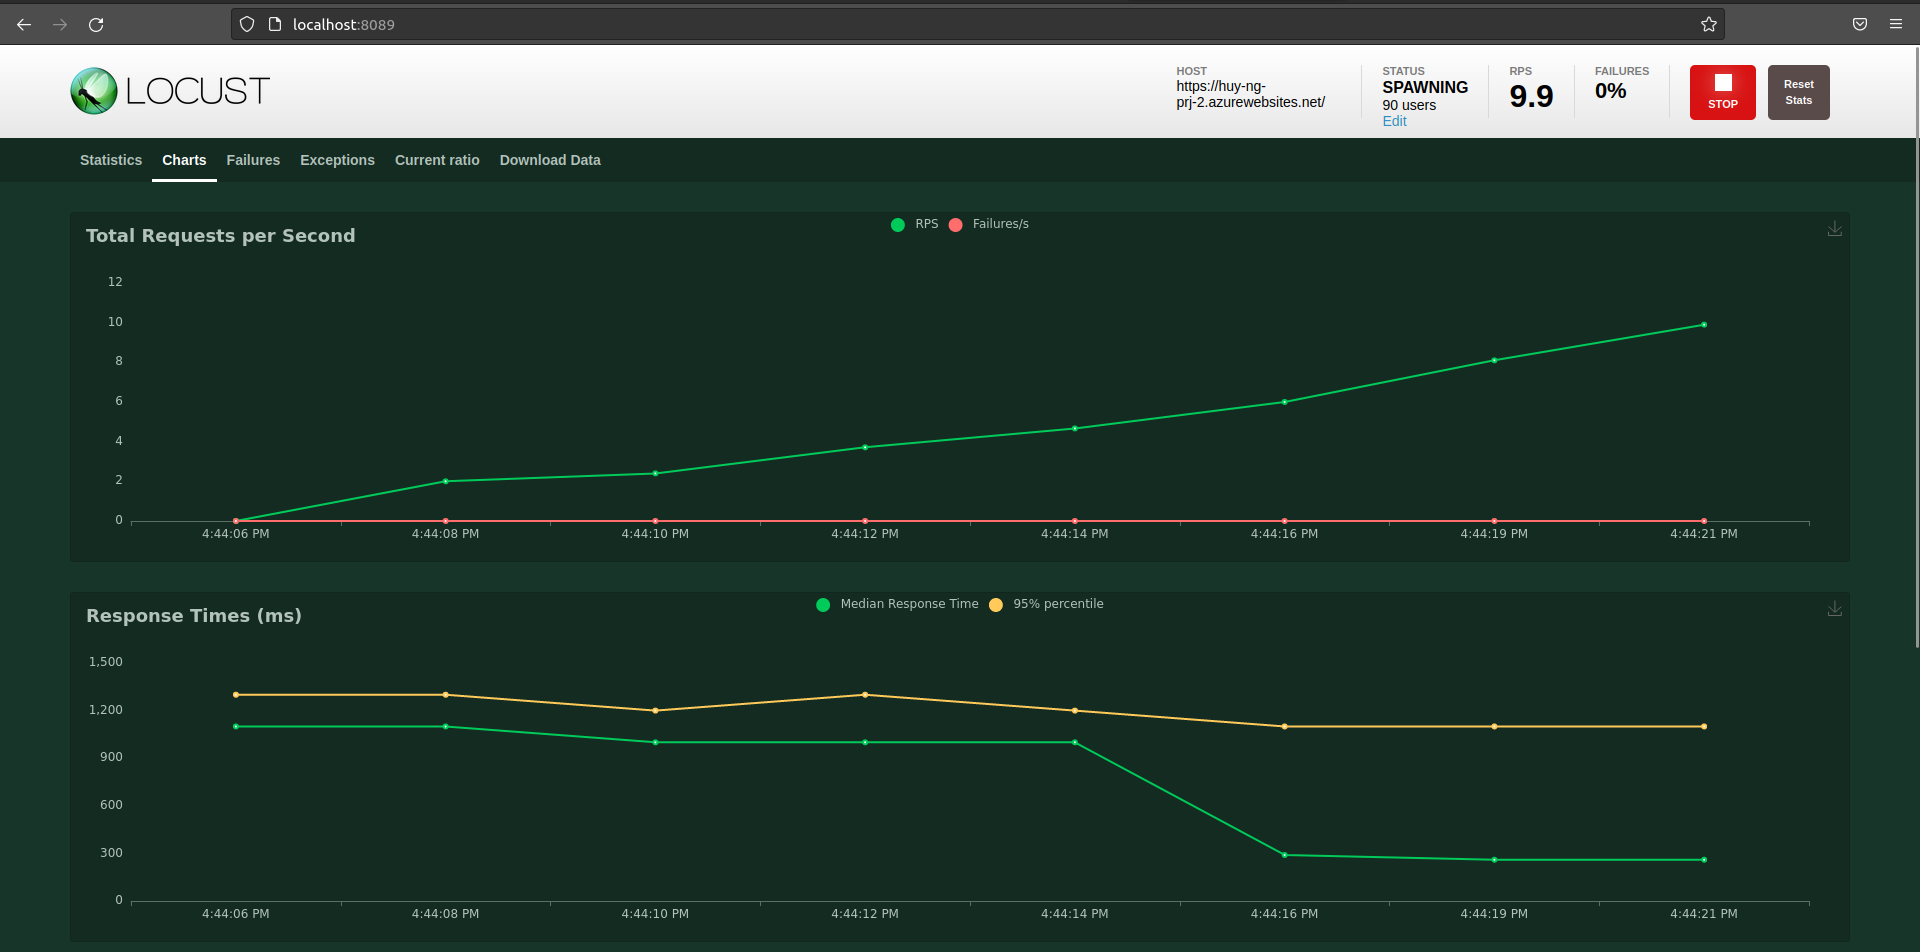 localhost:8089
LOCUST
HOST
https://huy-ng-
prj-2.azurewebsites.net/
STATUS
SPAWNING
90 users
Edit
RPS
9.9
FAILURES
0%
STOP
Reset
Stats
Statistics Charts Failures Exceptions Current ratio Download Data
Total Requests per Second
RPS Failures/s
12
10
8
6
4
2
0
4:44:06 PM 4:44:08 PM 4:44:10 PM 4:44:12 PM 4:44:14 PM 4:44:16 PM 4:44:19 PM 4:44:21 PM
Response Times (ms)
Median Response Time 95% percentile
1,500
1,200
900
600
300
0
4:44:06 PM 4:44:08 PM 4:44:10 PM 4:44:12 PM 4:44:14 PM 4:44:16 PM 4:44:19 PM 4:44:21 PM